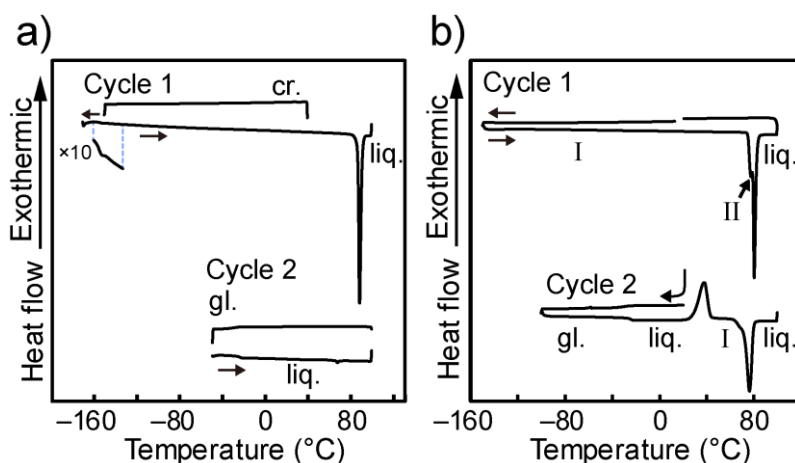 a)
Heat flow Exothermic
Cycle 1
cr.
×10
liq.
Cycle 2
gl.
liq.
–160
–80
0
80
Temperature (°C)
b)
Heat flow Exothermic
Cycle 1
I
II
liq.
Cycle 2
gl.
liq.
I
liq.
–160
–80
0
80
Temperature (°C)